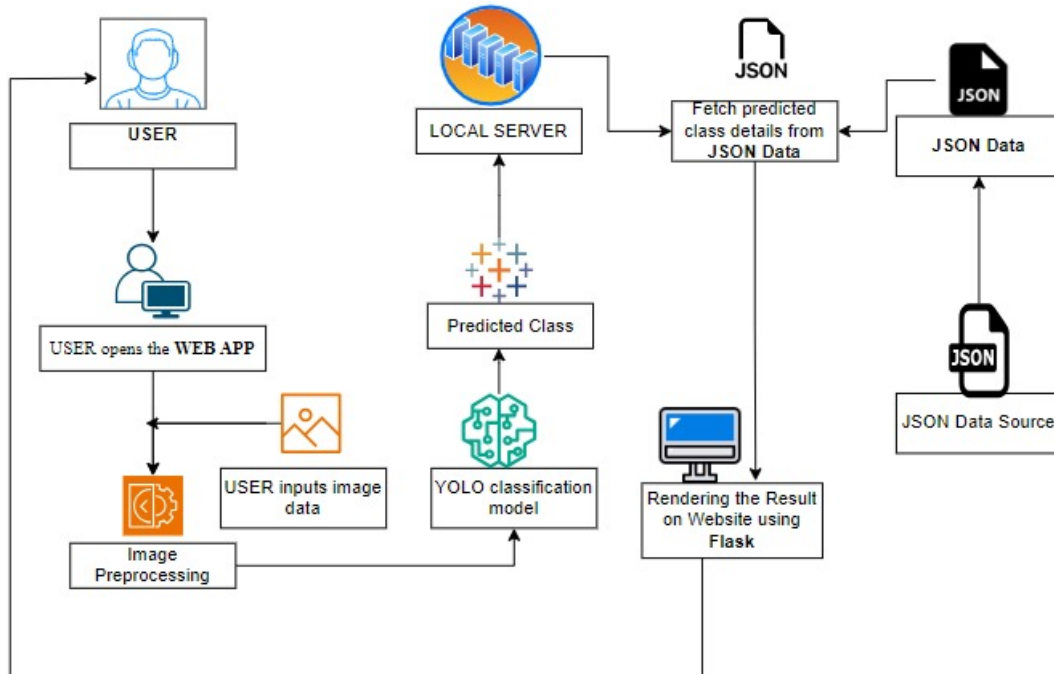 USER
USER opens the WEB APP
USER inputs image
data
Image
Preprocessing
YOLO classification
model
Predicted Class
LOCAL SERVER
JSON
Fetch predicted
class details from
JSON Data
JSON
JSON Data
JSON
JSON Data Source
Rendering the Result
on Website using
Flask